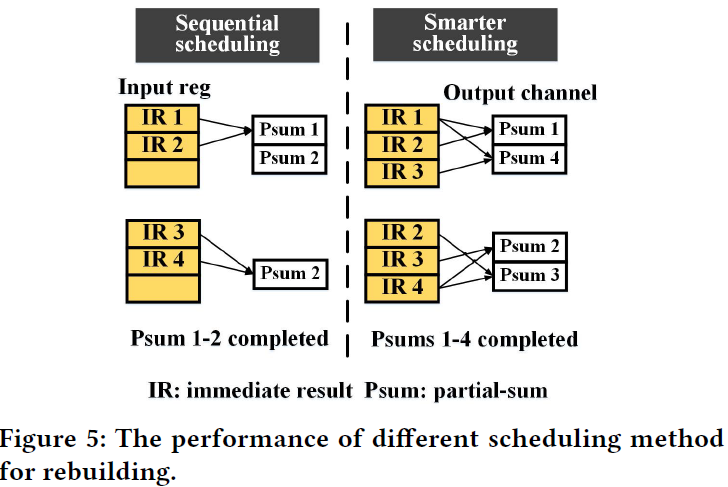 Sequential
scheduling
Smarter
scheduling
Input reg
IR 1
IR 2
Psum 1
Psum 2
IR 3
IR 4
Psum 2
Psum 1-2 completed
Output channel
IR 1
IR 2
IR 3
Psum 1
Psum 4
IR 2
IR 3
IR 4
Psum 2
Psum 3
Psums 1-4 completed
IR: immediate result Psum: partial-sum
Figure 5: The performance of different scheduling method
for rebuilding.